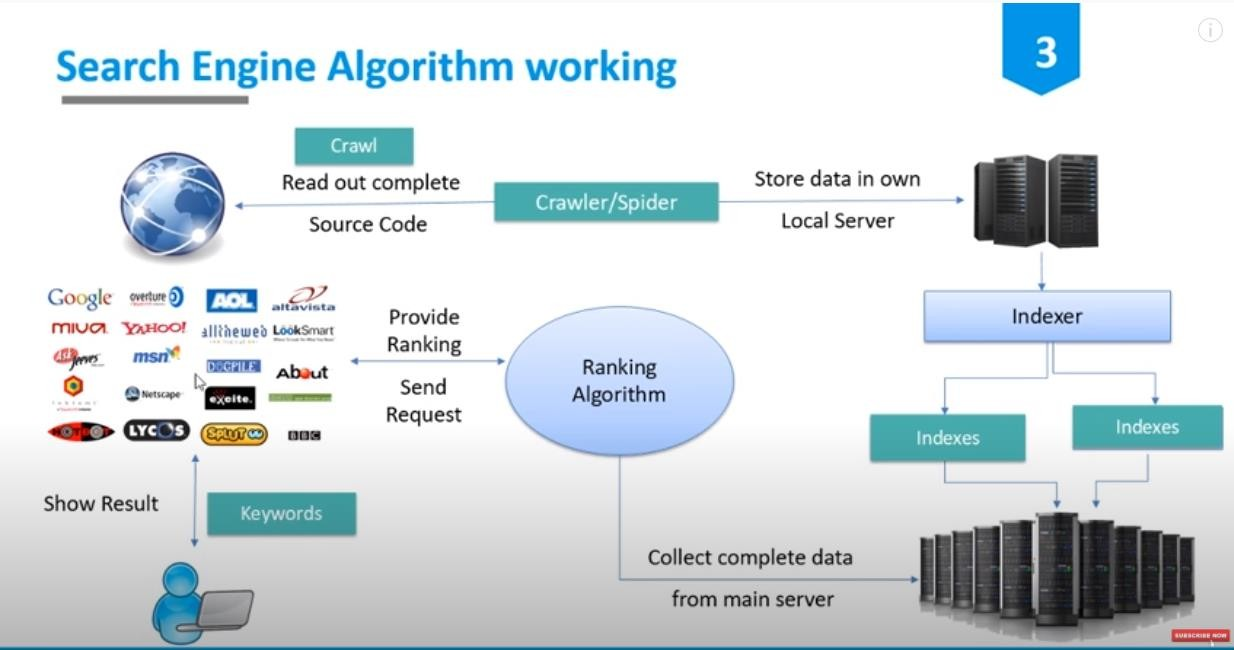 Search Engine Algorithm working
3
Crawl
Read out complete
Source Code
Crawler/Spider
Store data in own
Local Server
Indexer
Indexes
Indexes
Google
overture
AOL
altavista
MIVA
YAHOO!
alltheweb
LookSmart
Ask Jeeves
msn
DOGPILE
About
Netscape
excite.
HOTBOT
LYCOS
SPLUT
BBC
Provide
Ranking
Send
Request
Ranking
Algorithm
Show Result
Keywords
Collect complete data
from main server
SUBSCRIBE NOW